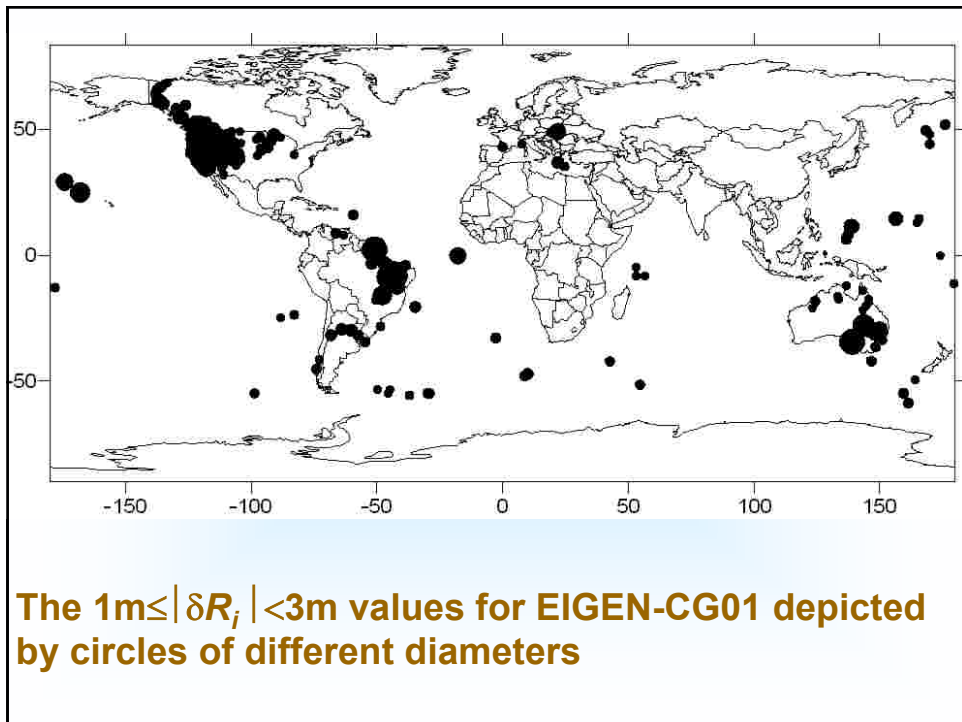 50
0
-50
-150 -100 -50 0 50 100 150
The 1m≤|δRᵢ|<3m values for EIGEN-CG01 depicted
by circles of different diameters